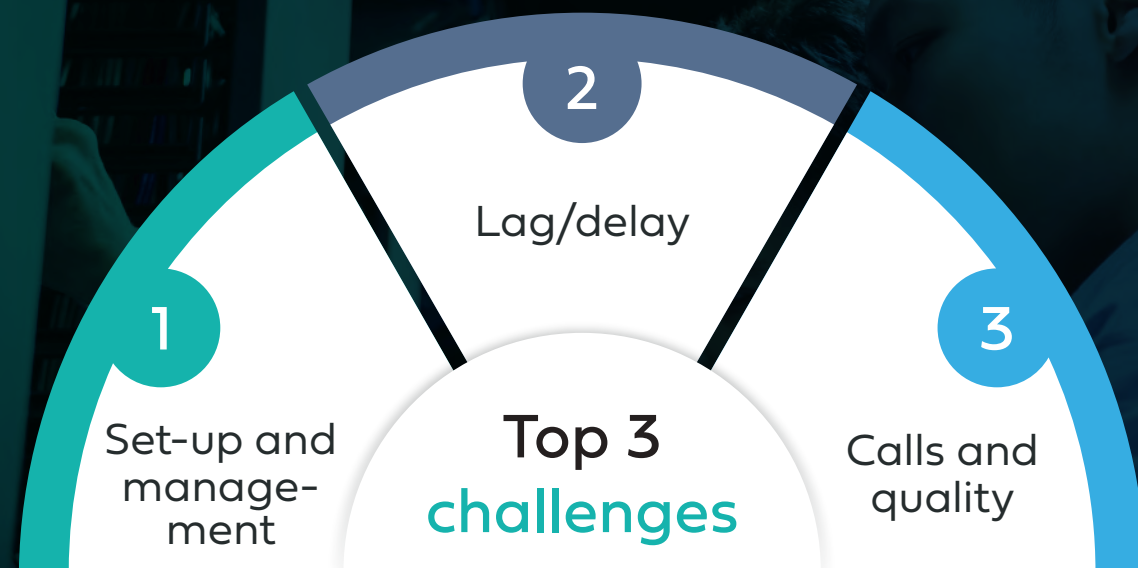 Top 3
challenges
1
Set-up and
manage-
ment
2
Lag/delay
3
Calls and
quality